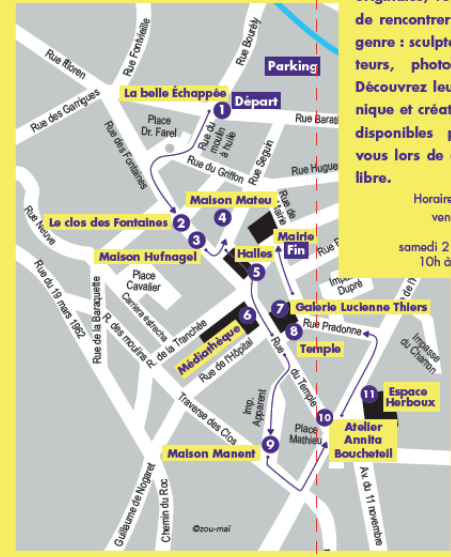 originales, v
de rencontrer
genre : sculpt
teurs, photo
Découvrez leu
nique et créat
disponibles p
vous lors de
libre.
Horaire
ven
samedi 2
10h à
Rue Ifloren
Rue Fontvieille
Rue Bourély
Parking
La belle Échappée
1
Départ
Rue des Garrigues
Place
Dr. Farel
Rue du
moulin
à huile
Rue Barat
Rue des Fontaines
Rue du Griffon
Rue Seguin
Rue Hugue
Maison Mateu
4
Rue de
Mairie
Fin
Rue Neuve
Le clos des Fontaines
2
3
Maison Hufnagel
Halles
5
Rue du 19 mars 1962
Rue de la Baraquette
Place
Cavalier
Carriera estrecha
R. des moulins
R. de la Tranchée
Dupré
7
Galerie Lucienne Thiers
6
Médiathèque
8
Temple
Rue Pradonne
Impasse
du Charron
Rue de l'Hôpital
Rue
du Temple
Imp.
Apparent
Traverse des Clos
11
Espace
Herboux
10
Place
Mathieu
Atelier
Annita
Boucheteil
Maison Manent
9
Guillaume de Nogaret
Chemin du Roc
Av. du 11 novembre
©zou-maï